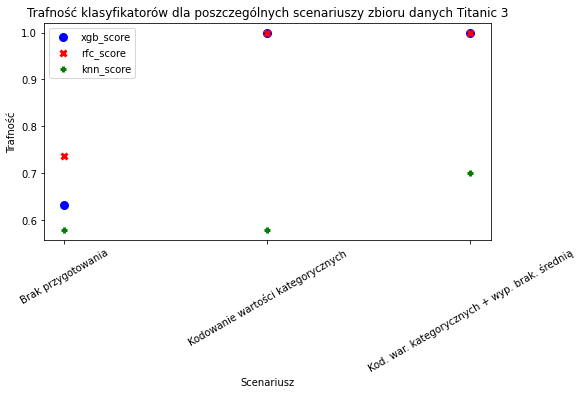 Trafność klasyfikatorów dla poszczególnych scenariuszy zbioru danych Titanic 3
xgb_score
rfc_score
knn_score
Trafność
1.0
0.9
0.8
0.7
0.6
Brak przygotowania
Kodowanie wartości kategorycznych
Kod. war. kategorycznych + wyp. brak. średnią
Scenariusz